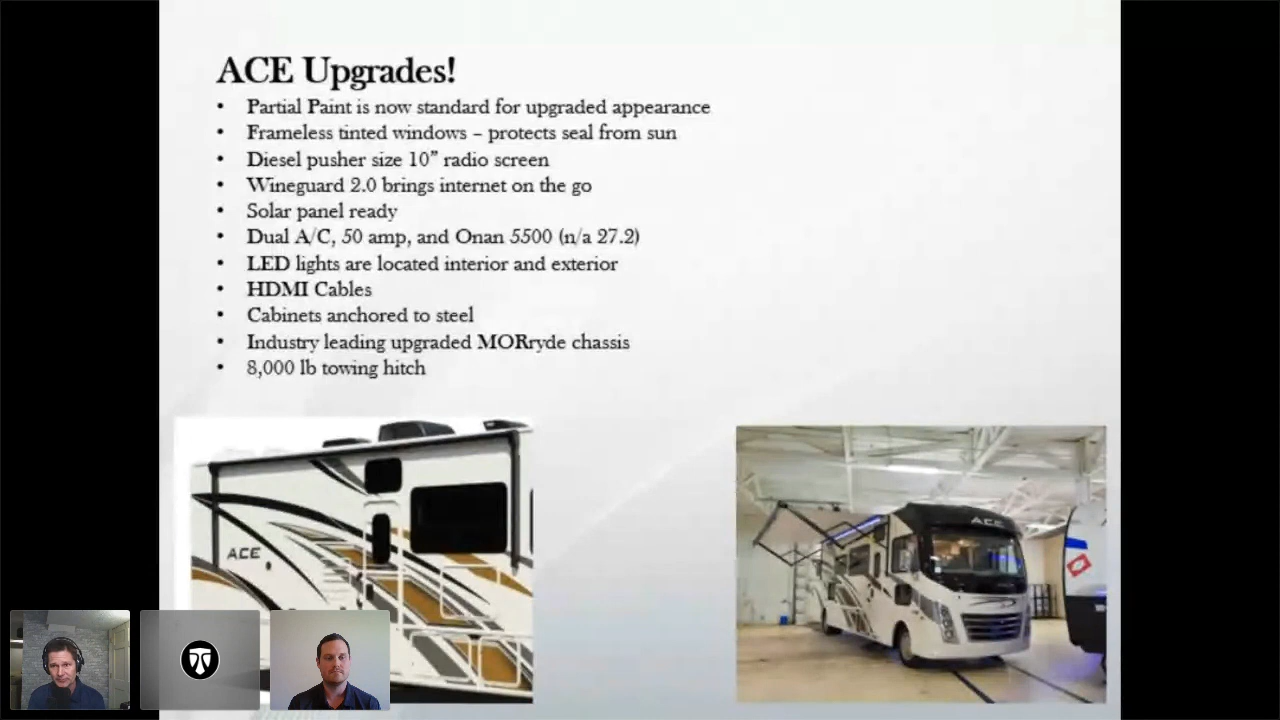 ACE Upgrades!
• Partial Paint is now standard for upgraded appearance
• Frameless tinted windows – protects seal from sun
• Diesel pusher size 10” radio screen
• Wineguard 2.0 brings internet on the go
• Solar panel ready
• Dual A/C, 50 amp, and Onan 5500 (n/a 27.2)
• LED lights are located interior and exterior
• HDMI Cables
• Cabinets anchored to steel
• Industry leading upgraded MORryde chassis
• 8,000 lb towing hitch
ACE
ACE